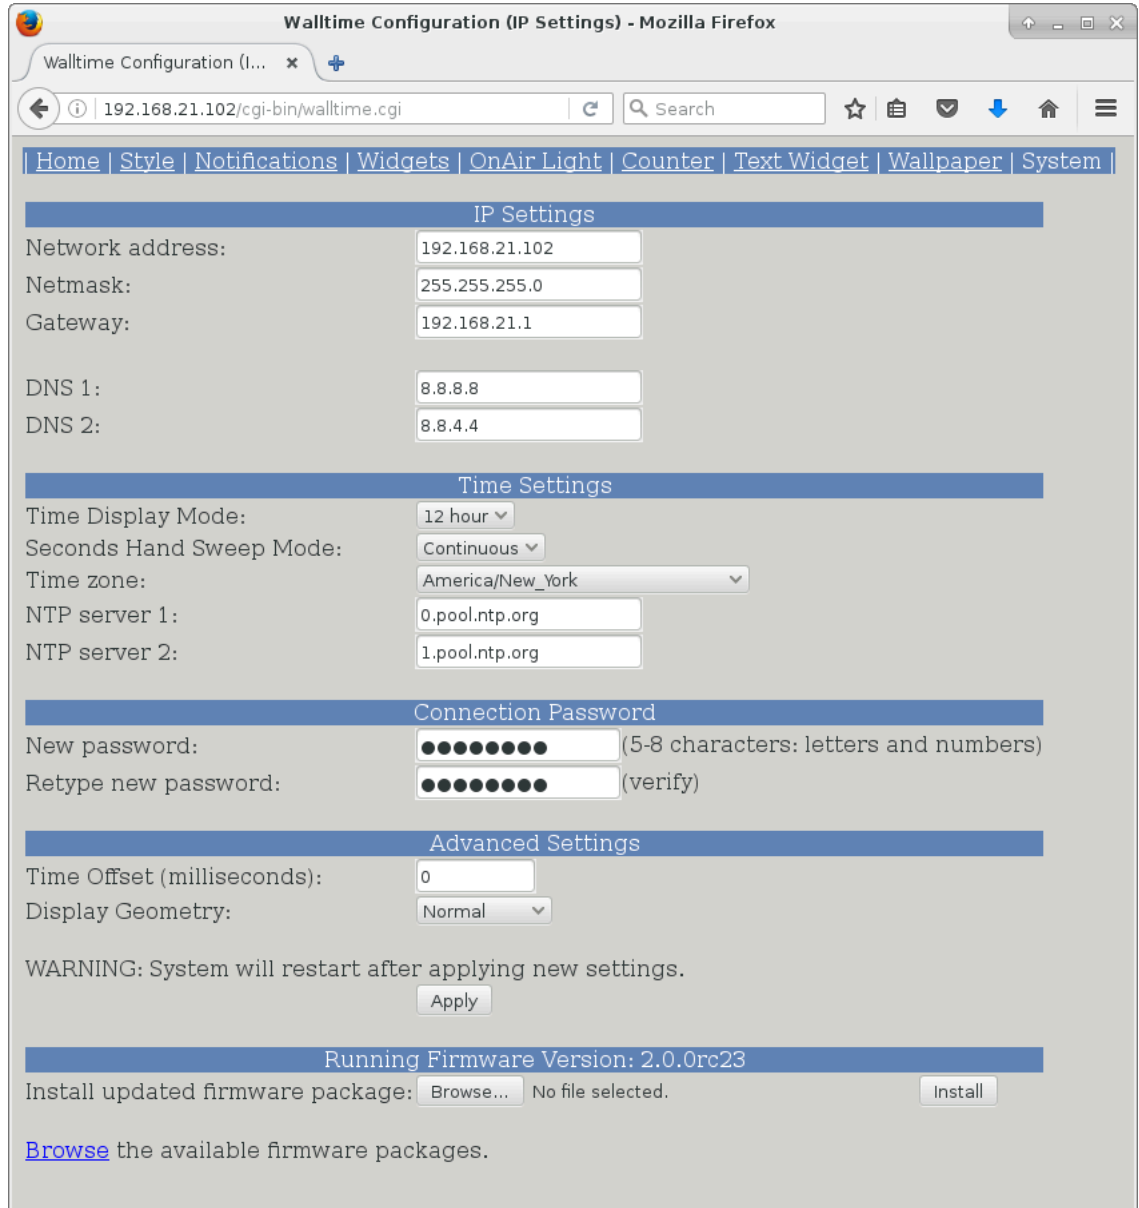 Walltime Configuration (IP Settings) - Mozilla Firefox
Walltime Configuration (I...
192.168.21.102/cgi-bin/walltime.cgi
Search
| Home | Style | Notifications | Widgets | OnAir Light | Counter | Text Widget | Wallpaper | System |
IP Settings
Network address: 192.168.21.102
Netmask: 255.255.255.0
Gateway: 192.168.21.1
DNS 1: 8.8.8.8
DNS 2: 8.8.4.4
Time Settings
Time Display Mode: 12 hour
Seconds Hand Sweep Mode: Continuous
Time zone: America/New_York
NTP server 1: 0.pool.ntp.org
NTP server 2: 1.pool.ntp.org
Connection Password
New password: ●●●●●●●● (5-8 characters: letters and numbers)
Retype new password: ●●●●●●●● (verify)
Advanced Settings
Time Offset (milliseconds): 0
Display Geometry: Normal
WARNING: System will restart after applying new settings.
Apply
Running Firmware Version: 2.0.0rc23
Install updated firmware package: Browse... No file selected. Install
Browse the available firmware packages.